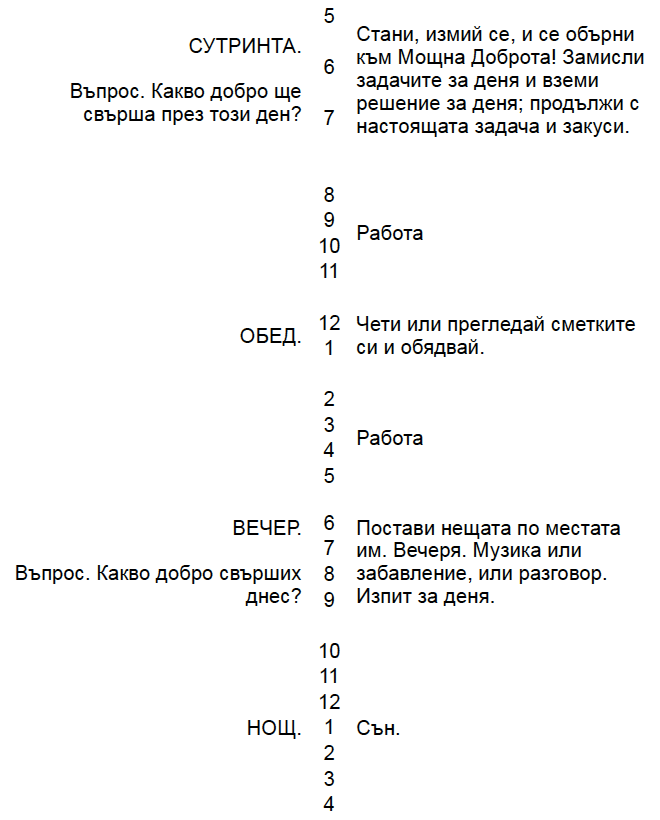 5
СУТРИНТА.
6
Въпрос. Какво добро ще
свърша през този ден?
7
Стани, измий се, и се обърни
към Мощна Доброта! Замисли
задачите за деня и вземи
решение за деня; продължи с
настоящата задача и закуси.
8
9
10
11
Работа
ОБЕД.
12
1
Чети или прегледай сметките
си и обядвай.
2
3
4
5
Работа
ВЕЧЕР.
Въпрос. Какво добро свърших
днес?
6
7
8
9
Постави нещата по местата
им. Вечеря. Музика или
забавление, или разговор.
Изпит за деня.
НОЩ.
10
11
12
1
2
3
4
Сън.